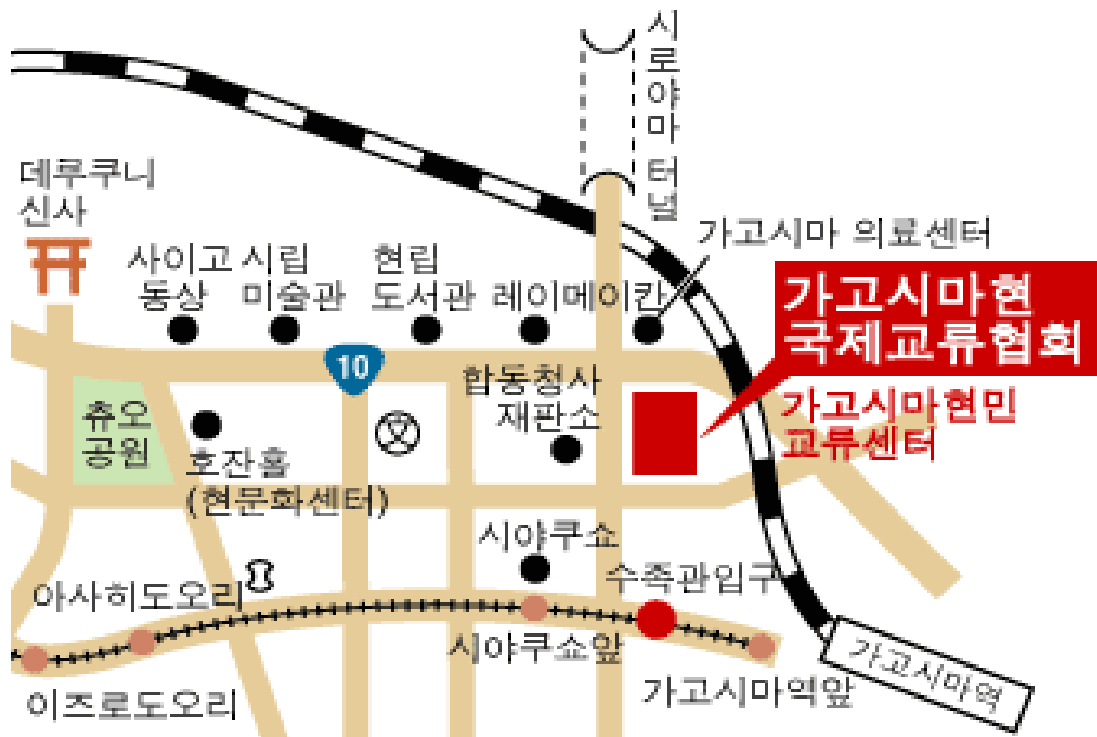 시로야마 터널
데루쿠니
신사
가고시마 의료센터
사이고
동상
시립
미술관
현립
도서관
레이메이칸
가고시마현
국제교류협회
10
합동청사
재판소
가고시마현민
교류센터
츄오
공원
호잔홀
(현문화센터)
시야쿠쇼
수족관입구
아사히도오리
시야쿠쇼앞
가고시마역
가고시마역앞
이즈로도오리